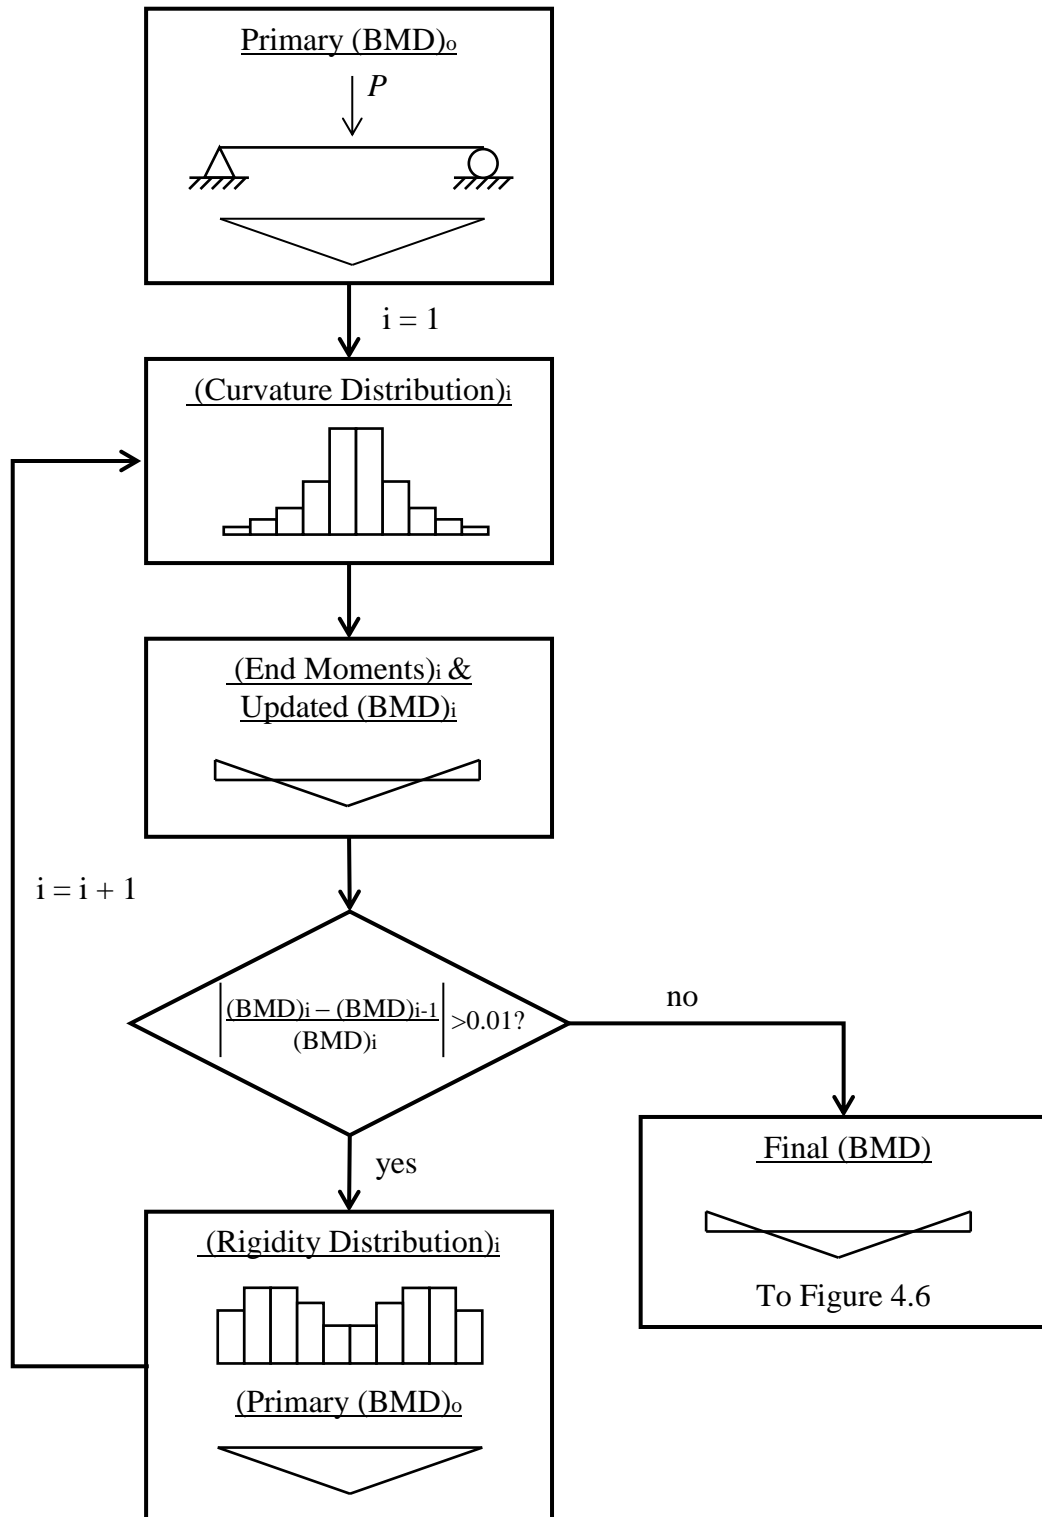 Primary (BMD)o
P
i = 1
(Curvature Distribution)i
(End Moments)i &
Updated (BMD)i
i = i + 1
(BMD)i – (BMD)i-1
(BMD)i
>0.01?
no
yes
Final (BMD)
To Figure 4.6
(Rigidity Distribution)i
(Primary (BMD)o